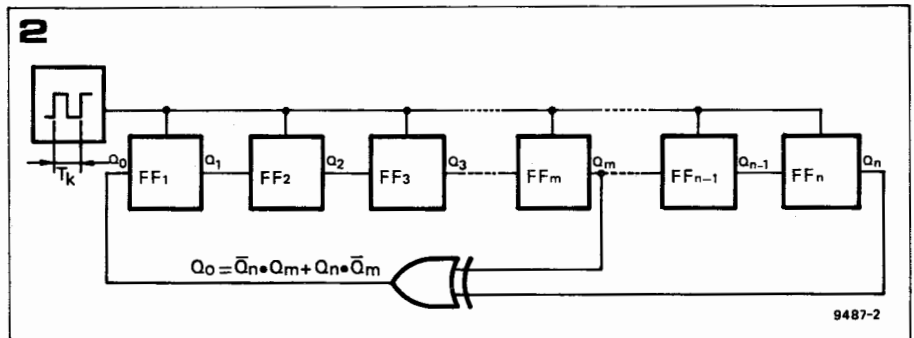 2
Tk
Q0
FF1
Q1
FF2
Q2
FF3
Q3
FFm
Qm
FFn-1
Qn-1
FFn
Qn
Q0 = Q̅n•Qm+Qn•Q̅m
9487-2